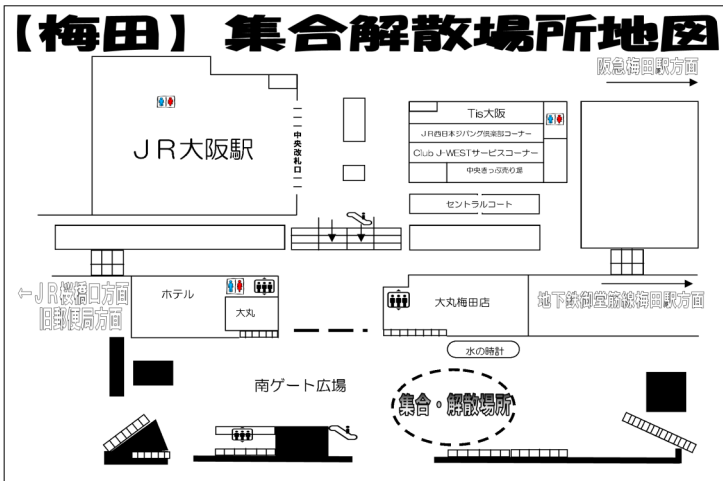 【梅田】集合解散場所地図
阪急梅田駅方面
JR大阪駅
中央改札口
Tis大阪
JR西日本ジパング倶楽部コーナー
Club J-WESTサービスコーナー
中央きっぷ売り場
セントラルコート
←JR桜橋口方面
旧郵便局方面
ホテル
大丸
大丸梅田店
地下鉄御堂筋線梅田駅方面
水の時計
南ゲート広場
集合・解散場所